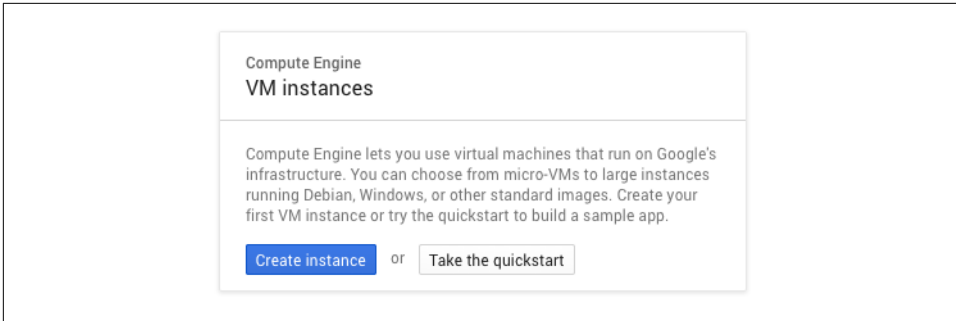 Compute Engine
VM instances
Compute Engine lets you use virtual machines that run on Google's
infrastructure. You can choose from micro-VMs to large instances
running Debian, Windows, or other standard images. Create your
first VM instance or try the quickstart to build a sample app.
Create instance or Take the quickstart